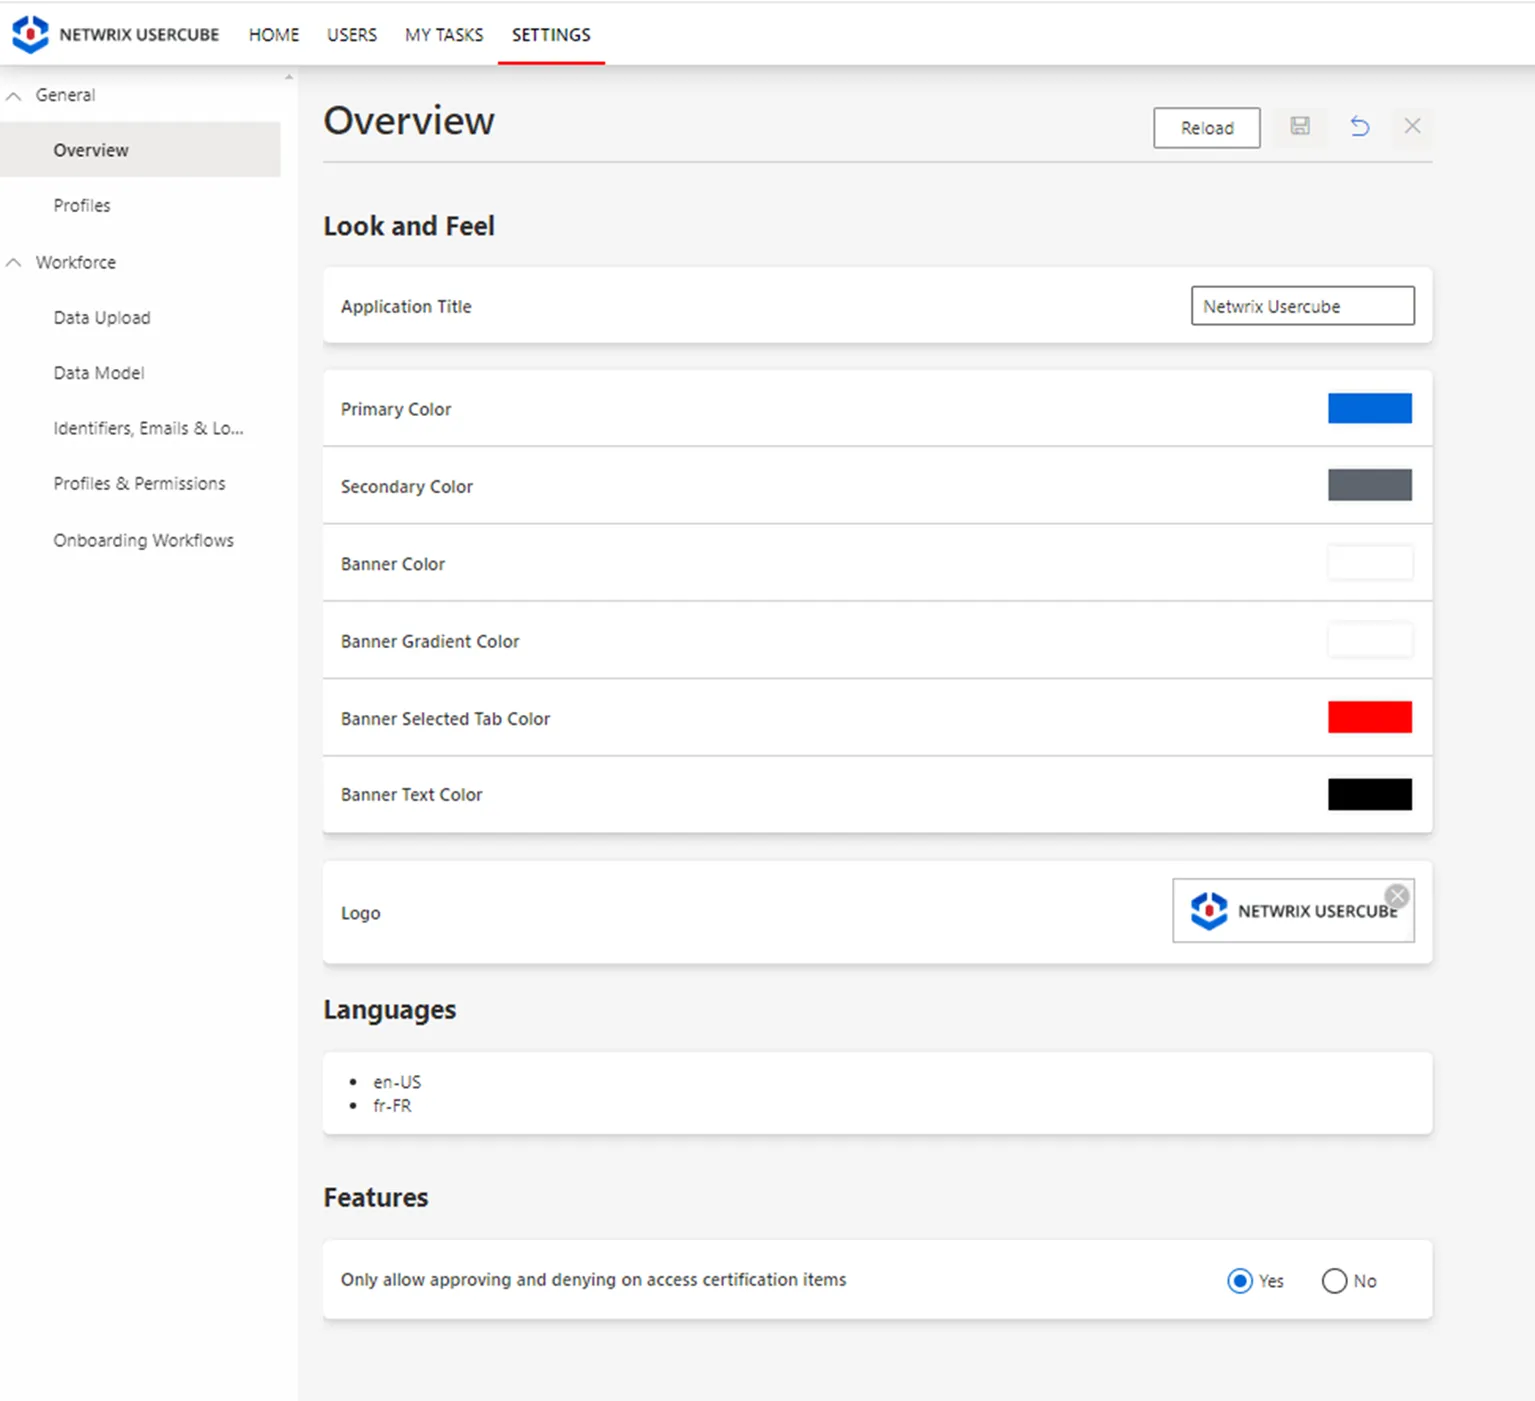 NETWRIX USERCUBE HOME USERS MY TASKS SETTINGS
General
Overview
Profiles
Workforce
Data Upload
Data Model
Identifiers, Emails & Lo...
Profiles & Permissions
Onboarding Workflows
Overview
Reload
Look and Feel
Application Title Netwrix Usercube
Primary Color
Secondary Color
Banner Color
Banner Gradient Color
Banner Selected Tab Color
Banner Text Color
Logo NETWRIX USERCUBE
Languages
• en-US
• fr-FR
Features
Only allow approving and denying on access certification items Yes No